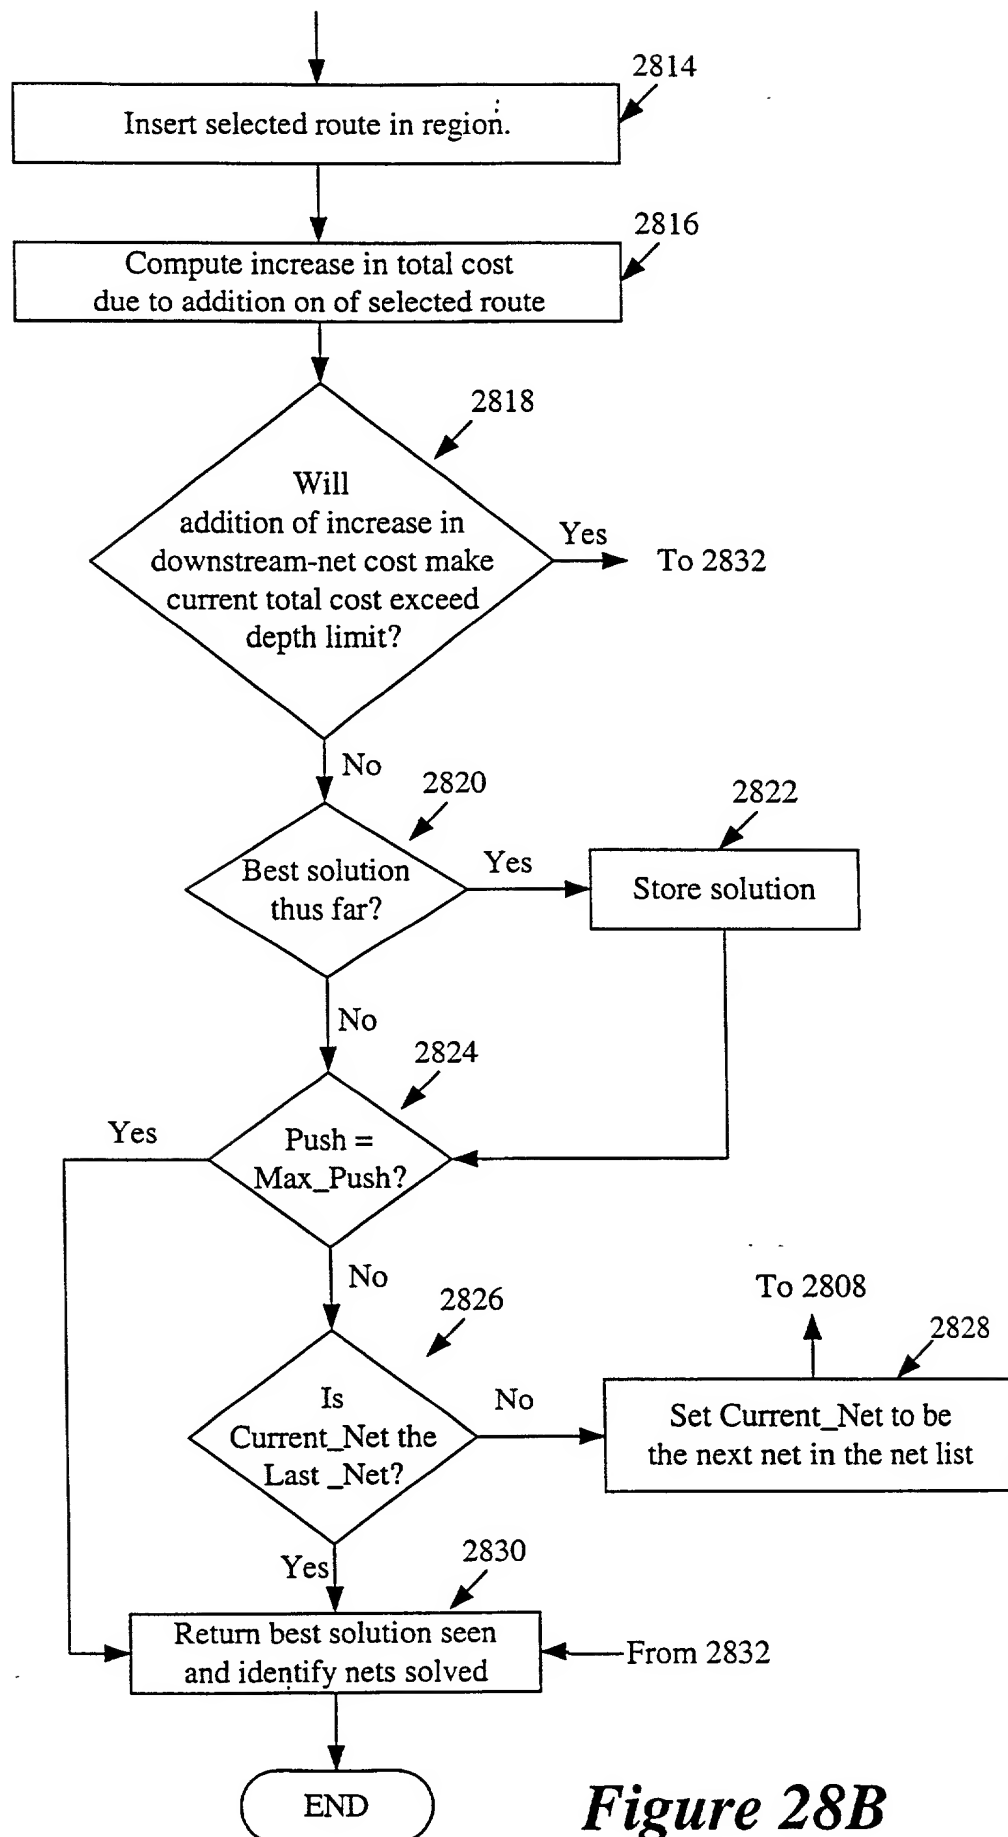 2814
Insert selected route in region.
2816
Compute increase in total cost
due to addition on of selected route
2818
Will
addition of increase in
downstream-net cost make
current total cost exceed
depth limit?
Yes
To 2832
No
2820
2822
Best solution
thus far?
Yes
Store solution
No
2824
Yes
Push =
Max_Push?
No
2826
To 2808
2828
Is
Current_Net the
Last _Net?
No
Set Current_Net to be
the next net in the net list
Yes
2830
Return best solution seen
and identify nets solved
From 2832
END
Figure 28B